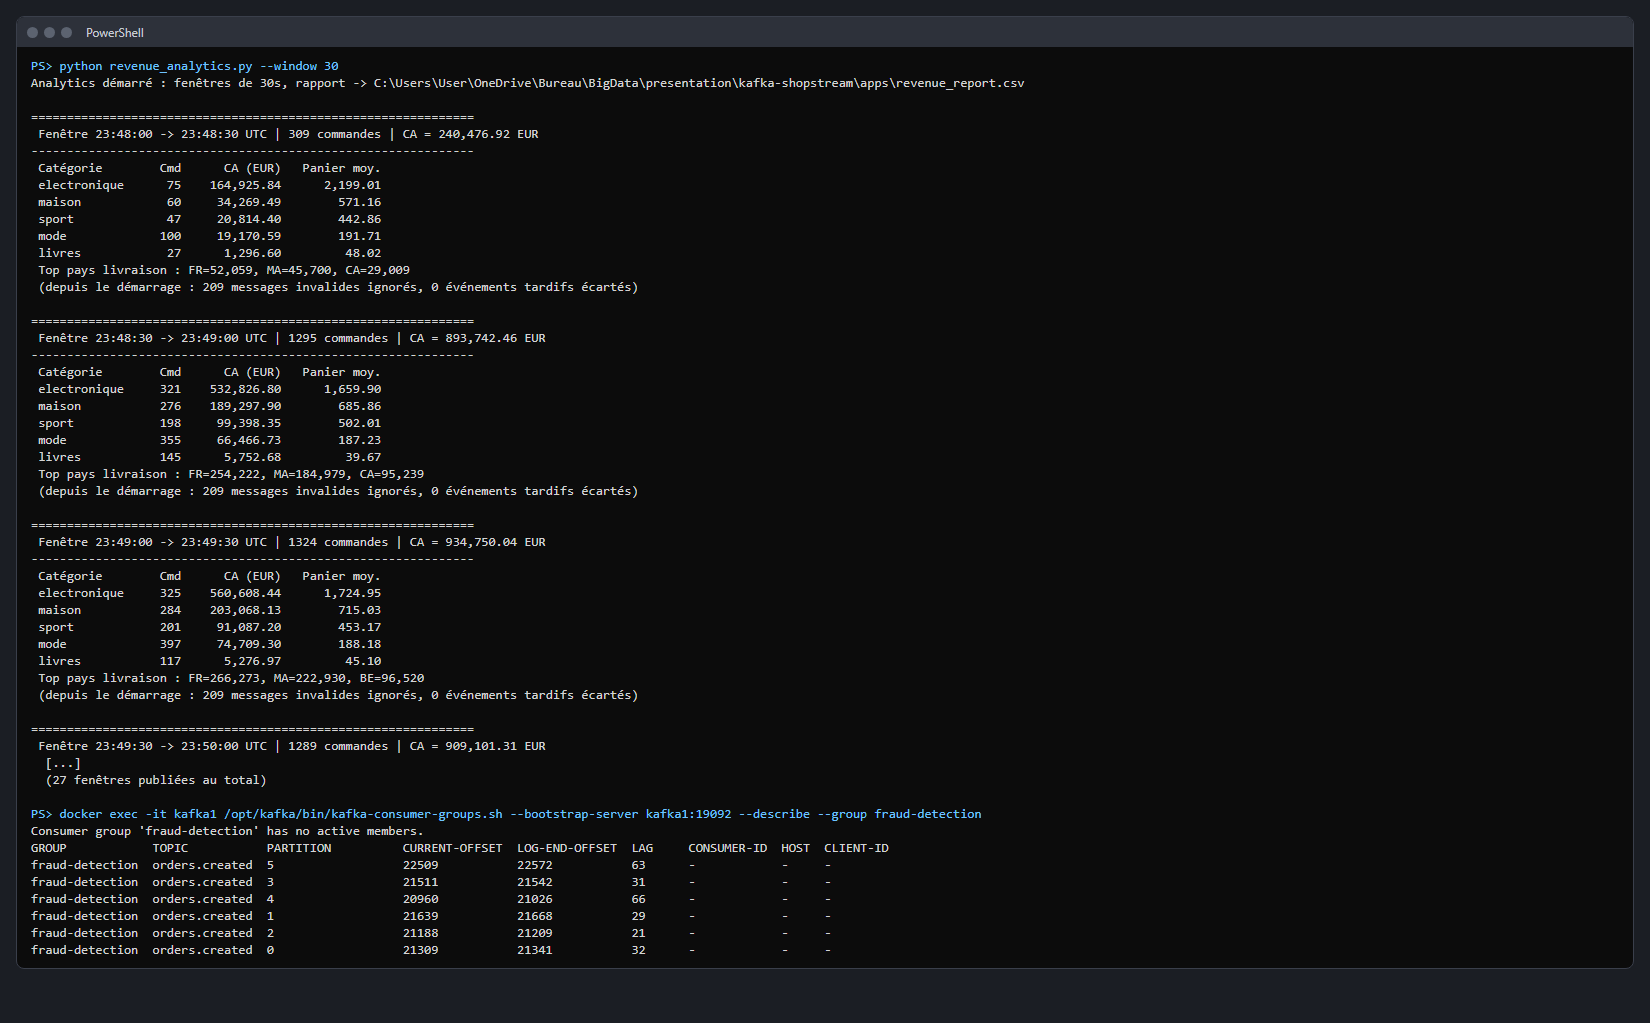 PowerShell
PS> python revenue_analytics.py --window 30
Analytics démarré : fenêtres de 30s, rapport -> C:\Users\User\OneDrive\Bureau\BigData\presentation\kafka-shopstream\apps\revenue_report.csv
==============================================================
Fenêtre 23:48:00 -> 23:48:30 UTC | 309 commandes | CA = 240,476.92 EUR
--------------------------------------------------------------
Catégorie Cmd CA (EUR) Panier moy.
electronique 75 164,925.84 2,199.01
maison 60 34,269.49 571.16
sport 47 20,814.40 442.86
mode 100 19,170.59 191.71
livres 27 1,296.60 48.02
Top pays livraison : FR=52,059, MA=45,700, CA=29,009
(depuis le démarrage : 209 messages invalides ignorés, 0 événements tardifs écartés)
==============================================================
Fenêtre 23:48:30 -> 23:49:00 UTC | 1295 commandes | CA = 893,742.46 EUR
--------------------------------------------------------------
Catégorie Cmd CA (EUR) Panier moy.
electronique 321 532,826.80 1,659.90
maison 276 189,297.90 685.86
sport 198 99,398.35 502.01
mode 355 66,466.73 187.23
livres 145 5,752.68 39.67
Top pays livraison : FR=254,222, MA=184,979, CA=95,239
(depuis le démarrage : 209 messages invalides ignorés, 0 événements tardifs écartés)
==============================================================
Fenêtre 23:49:00 -> 23:49:30 UTC | 1324 commandes | CA = 934,750.04 EUR
--------------------------------------------------------------
Catégorie Cmd CA (EUR) Panier moy.
electronique 325 560,608.44 1,724.95
maison 284 203,068.13 715.03
sport 201 91,087.20 453.17
mode 397 74,709.30 188.18
livres 117 5,276.97 45.10
Top pays livraison : FR=266,273, MA=222,930, BE=96,520
(depuis le démarrage : 209 messages invalides ignorés, 0 événements tardifs écartés)
==============================================================
Fenêtre 23:49:30 -> 23:50:00 UTC | 1289 commandes | CA = 909,101.31 EUR
[...]
(27 fenêtres publiées au total)
PS> docker exec -it kafka1 /opt/kafka/bin/kafka-consumer-groups.sh --bootstrap-server kafka1:19092 --describe --group fraud-detection
Consumer group 'fraud-detection' has no active members.
GROUP TOPIC PARTITION CURRENT-OFFSET LOG-END-OFFSET LAG CONSUMER-ID HOST CLIENT-ID
fraud-detection orders.created 5 22509 22572 63 - - -
fraud-detection orders.created 3 21511 21542 31 - - -
fraud-detection orders.created 4 20960 21026 66 - - -
fraud-detection orders.created 1 21639 21668 29 - - -
fraud-detection orders.created 2 21188 21209 21 - - -
fraud-detection orders.created 0 21309 21341 32 - - -